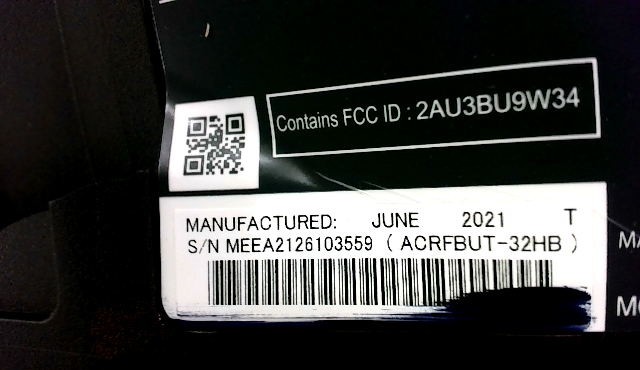 Contains FCC ID : 2AU3BU9W34
MANUFACTURED: JUNE 2021 T
S/N MEEA2126103559 ( ACRFBUT-32HB )